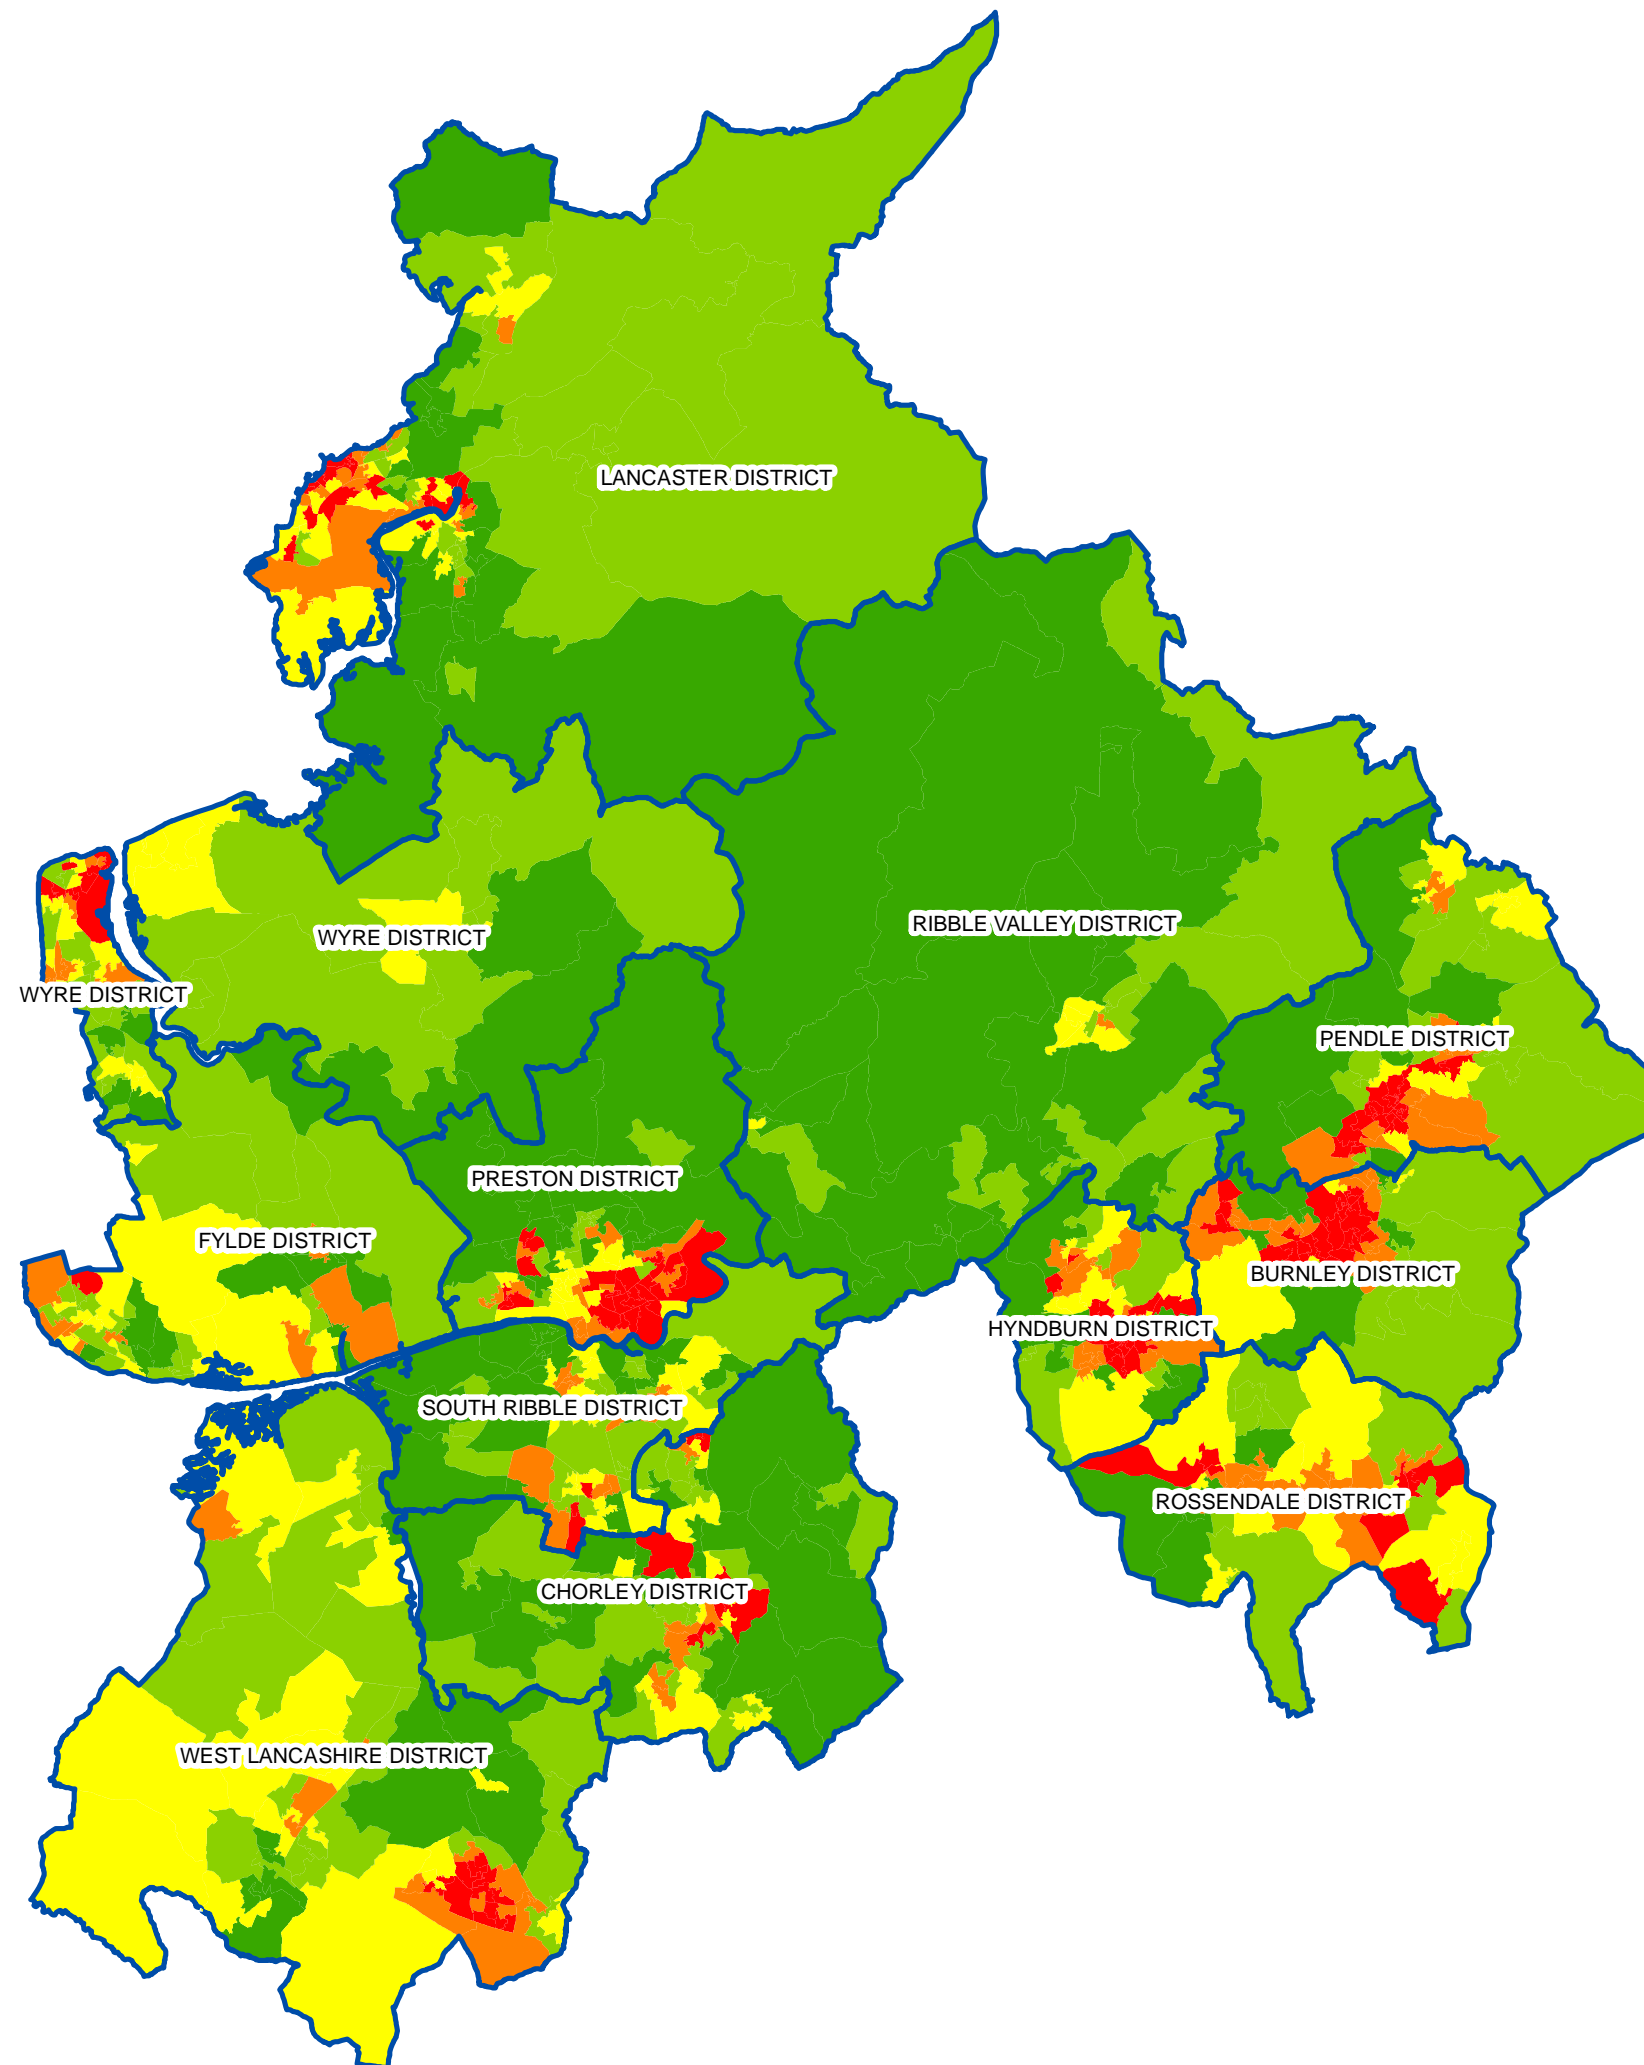 LANCASTER DISTRICT
RIBBLE VALLEY DISTRICT
WYRE DISTRICT
WYRE DISTRICT
PENDLE DISTRICT
PRESTON DISTRICT
FYLDE DISTRICT
BURNLEY DISTRICT
HYNDBURN DISTRICT
SOUTH RIBBLE DISTRICT
ROSSENDALE DISTRICT
CHORLEY DISTRICT
WEST LANCASHIRE DISTRICT